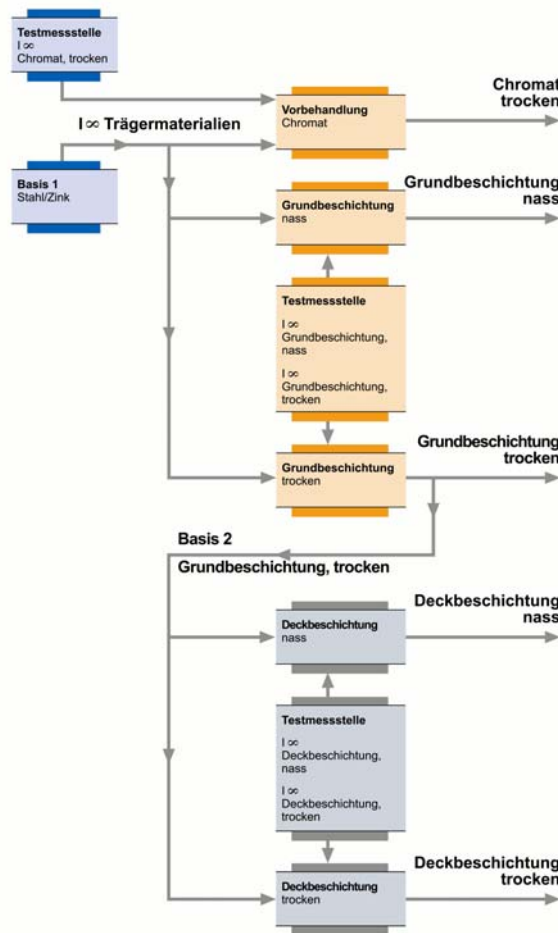 Testmessstelle
I ∞
Chromat, trocken
Chromat
trocken
Vorbehandlung
Chromat
I ∞ Trägermaterialien
Basis 1
Stahl/Zink
Grundbeschichtung
nass
Grundbeschichtung
nass
Testmessstelle
I ∞
Grundbeschichtung,
nass
I ∞
Grundbeschichtung,
trocken
Grundbeschichtung
trocken
Grundbeschichtung
trocken
Basis 2
Grundbeschichtung, trocken
Deckbeschichtung
nass
Deckbeschichtung
nass
Testmessstelle
I ∞
Deckbeschichtung,
nass
I ∞
Deckbeschichtung,
trocken
Deckbeschichtung
trocken
Deckbeschichtung
trocken